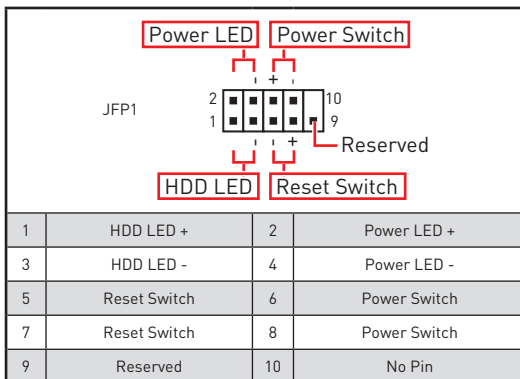 Power LED Power Switch
- + -
JFP1
2 10
1 9
- - +
Reserved
HDD LED Reset Switch
1 HDD LED + 2 Power LED +
3 HDD LED - 4 Power LED -
5 Reset Switch 6 Power Switch
7 Reset Switch 8 Power Switch
9 Reserved 10 No Pin